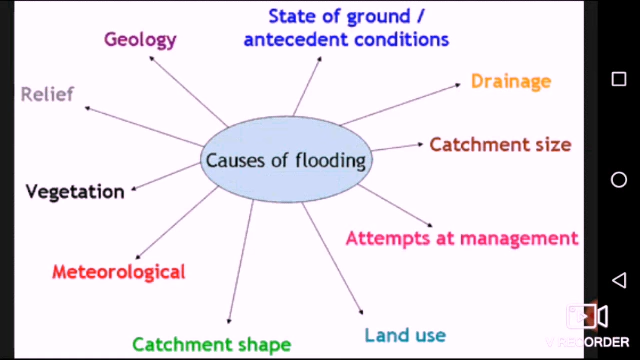 State of ground /
antecedent conditions
Geology
Drainage
Relief
Catchment size
Causes of flooding
Vegetation
Attempts at management
Meteorological
Land use
Catchment shape
V RECORDER